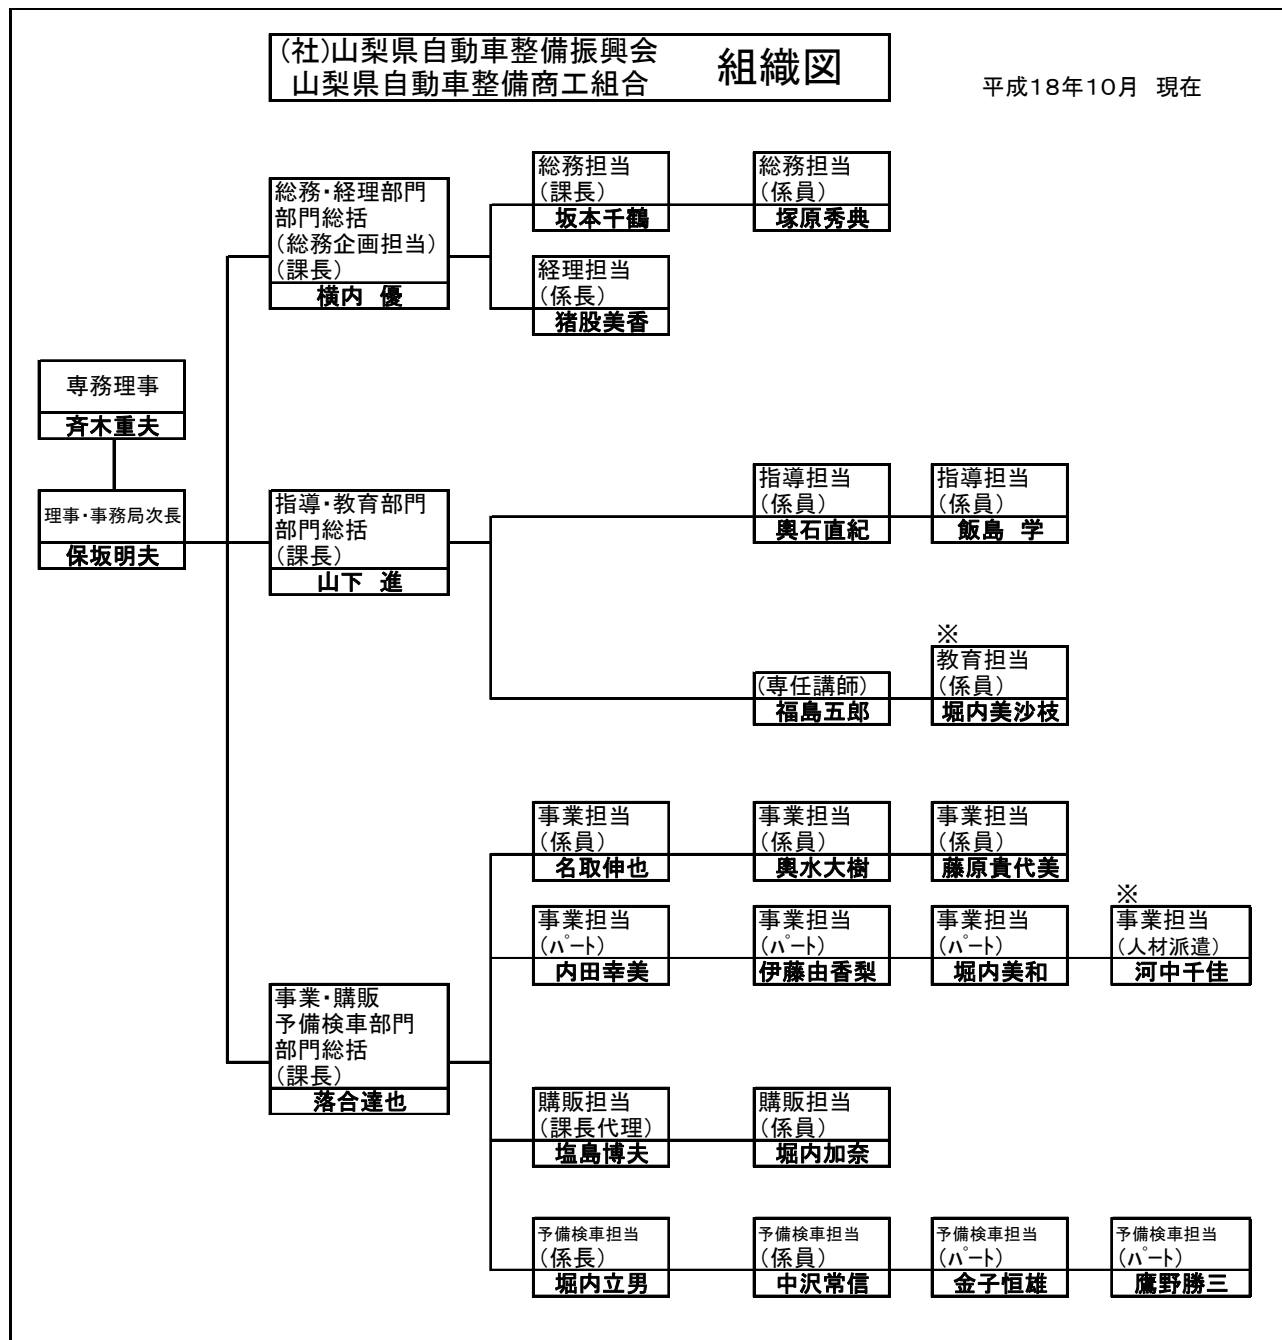 (社)山梨県自動車整備振興会
山梨県自動車整備商工組合
組織図
平成18年10月 現在
専務理事
斉木重夫
理事・事務局次長
保坂明夫
総務・経理部門
部門総括
(総務企画担当)
(課長)
横内 優
総務担当
(課長)
坂本千鶴
総務担当
(係員)
塚原秀典
経理担当
(係長)
猪股美香
指導・教育部門
部門総括
(課長)
山下 進
指導担当
(係員)
輿石直紀
指導担当
(係員)
飯島 学
(専任講師)
福島五郎
※
教育担当
(係員)
堀内美沙枝
事業・購販
予備検車部門
部門総括
(課長)
落合達也
事業担当
(係員)
名取伸也
事業担当
(係員)
輿水大樹
事業担当
(係員)
藤原貴代美
事業担当
(パート)
内田幸美
事業担当
(パート)
伊藤由香梨
事業担当
(パート)
堀内美和
※
事業担当
(人材派遣)
河中千佳
購販担当
(課長代理)
塩島博夫
購販担当
(係員)
堀内加奈
予備検車担当
(係長)
堀内立男
予備検車担当
(係員)
中沢常信
予備検車担当
(パート)
金子恒雄
予備検車担当
(パート)
鷹野勝三